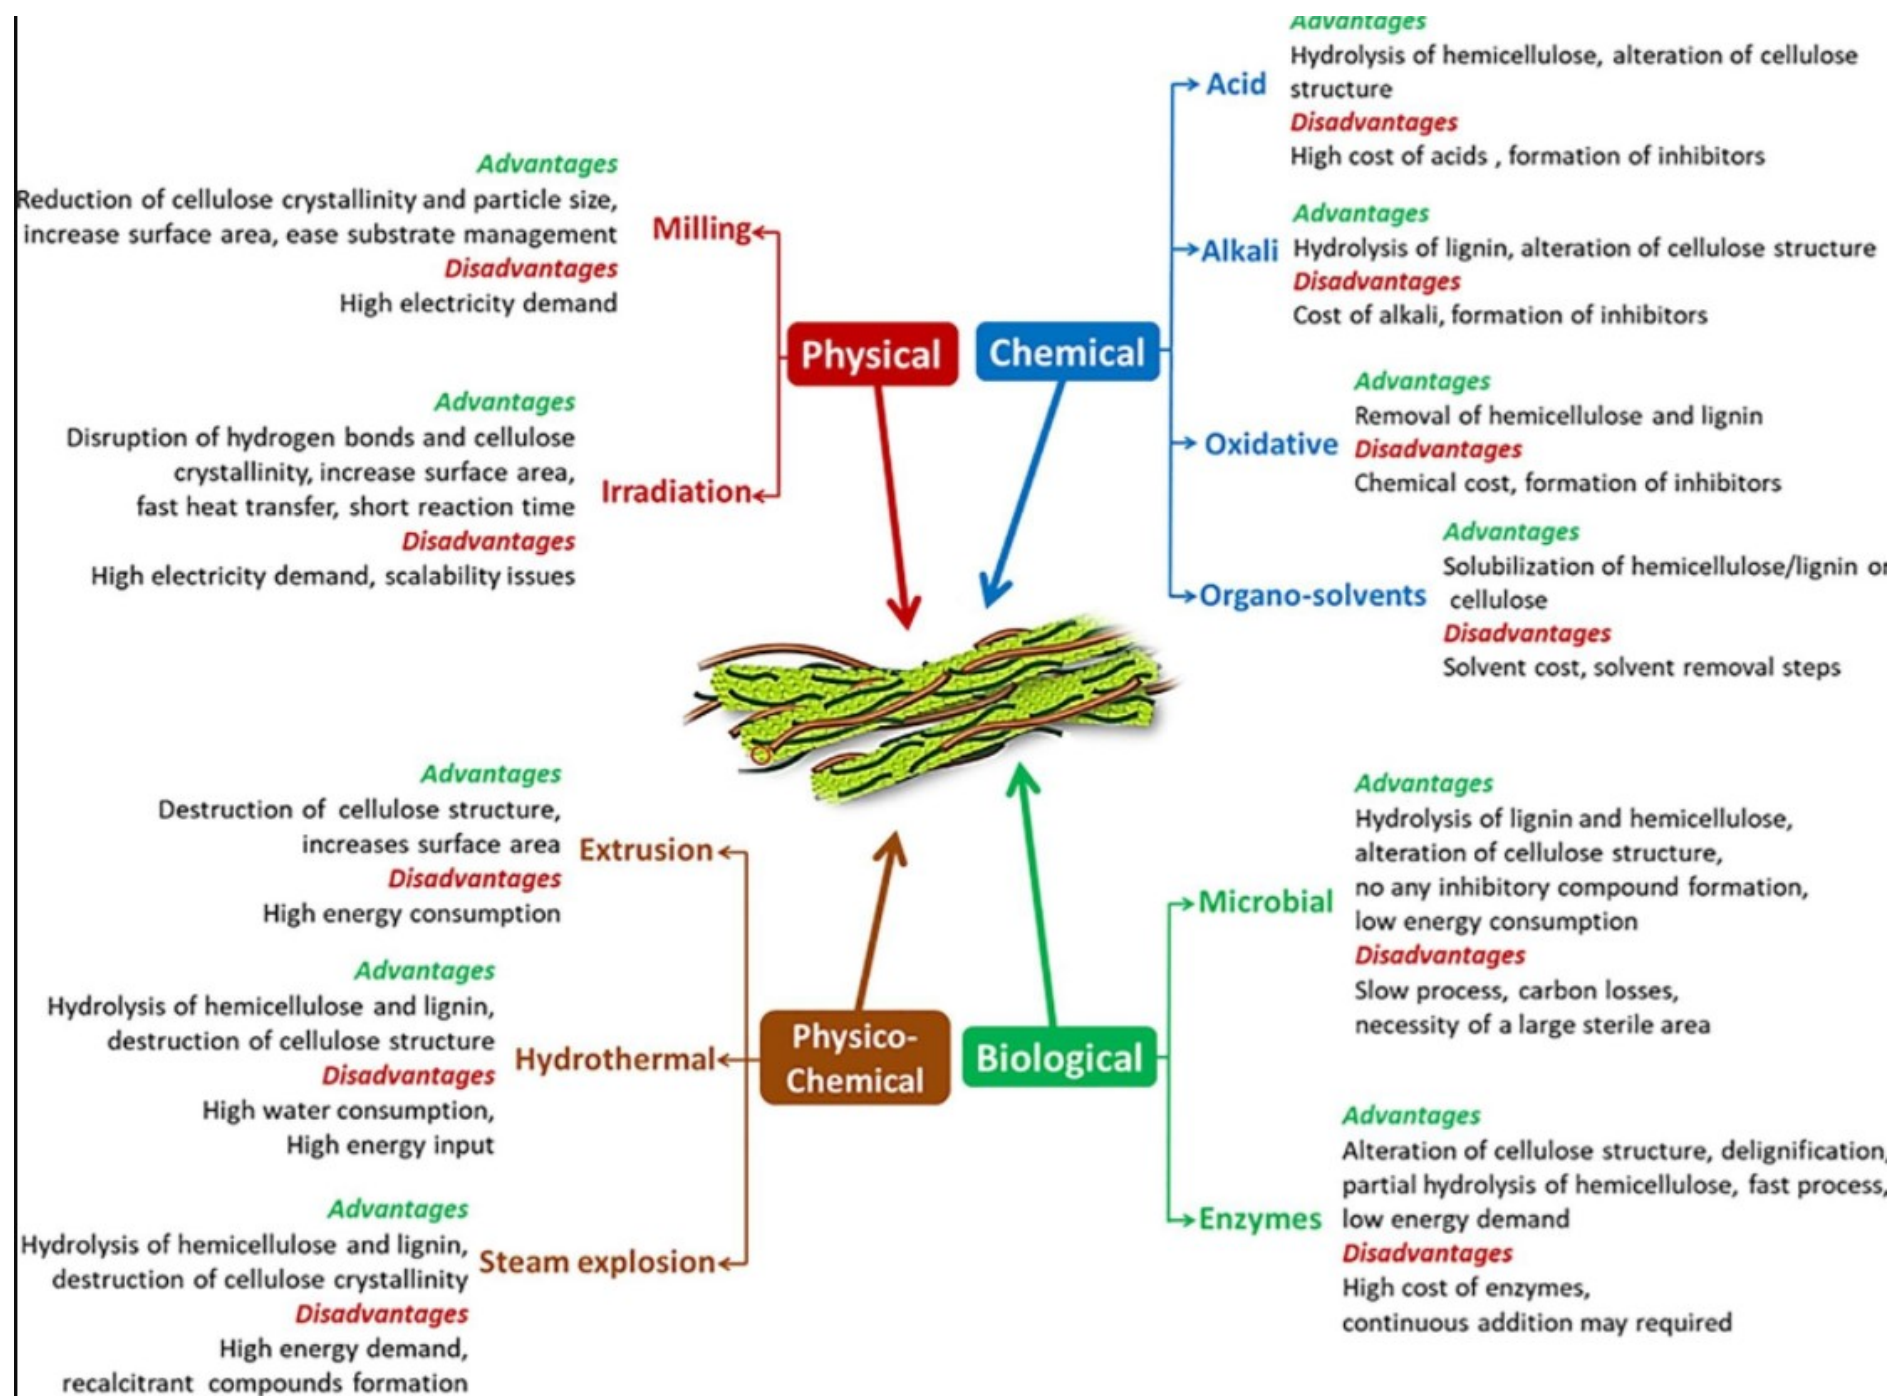 Advantages
Reduction of cellulose crystallinity and particle size,
increase surface area, ease substrate management
Disadvantages
High electricity demand
Milling
Advantages
Disruption of hydrogen bonds and cellulose
crystallinity, increase surface area,
fast heat transfer, short reaction time
Disadvantages
High electricity demand, scalability issues
Irradiation
Physical
Chemical
Acid
Advantages
Hydrolysis of hemicellulose, alteration of cellulose
structure
Disadvantages
High cost of acids , formation of inhibitors
Alkali
Advantages
Hydrolysis of lignin, alteration of cellulose structure
Disadvantages
Cost of alkali, formation of inhibitors
Oxidative
Advantages
Removal of hemicellulose and lignin
Disadvantages
Chemical cost, formation of inhibitors
Organo-solvents
Advantages
Solubilization of hemicellulose/lignin or
cellulose
Disadvantages
Solvent cost, solvent removal steps
Advantages
Destruction of cellulose structure,
increases surface area
Disadvantages
High energy consumption
Extrusion
Advantages
Hydrolysis of hemicellulose and lignin,
destruction of cellulose structure
Disadvantages
High water consumption,
High energy input
Hydrothermal
Advantages
Hydrolysis of hemicellulose and lignin,
destruction of cellulose crystallinity
Disadvantages
High energy demand,
recalcitrant compounds formation
Steam explosion
Physico-
Chemical
Biological
Microbial
Advantages
Hydrolysis of lignin and hemicellulose,
alteration of cellulose structure,
no any inhibitory compound formation,
low energy consumption
Disadvantages
Slow process, carbon losses,
necessity of a large sterile area
Enzymes
Advantages
Alteration of cellulose structure, delignification,
partial hydrolysis of hemicellulose, fast process,
low energy demand
Disadvantages
High cost of enzymes,
continuous addition may required